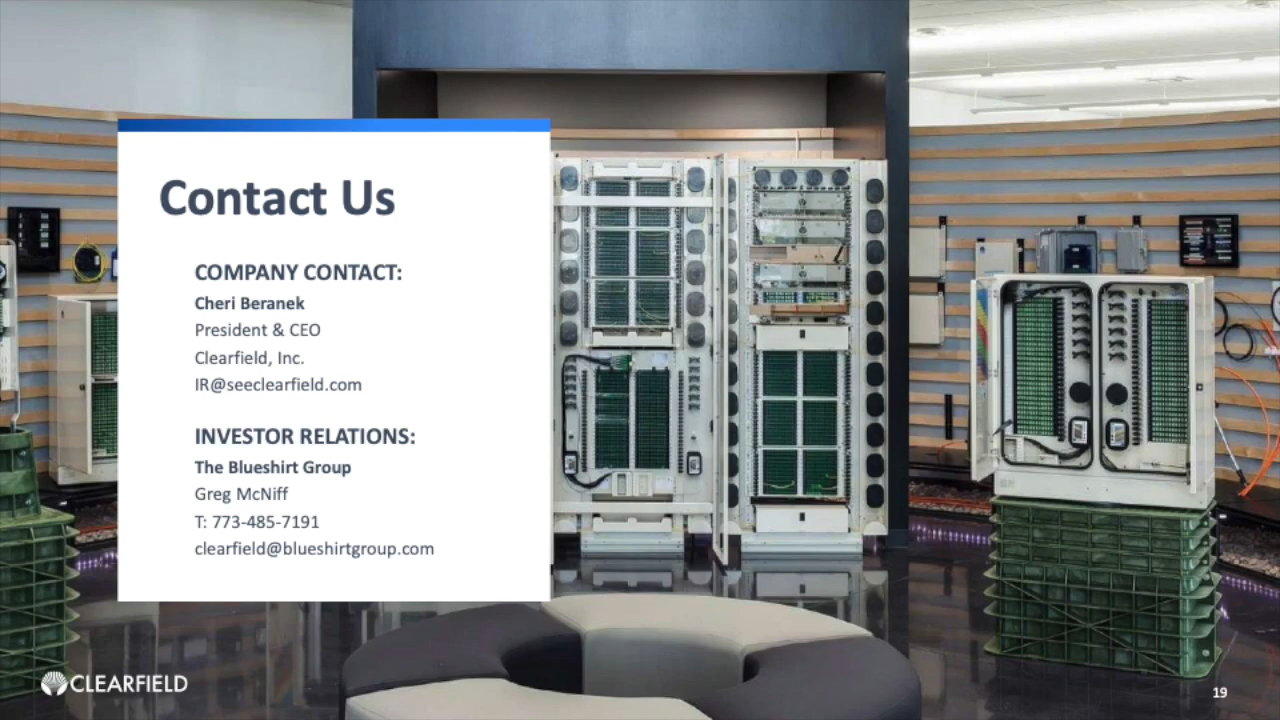 Contact Us
COMPANY CONTACT:
Cheri Beranek
President & CEO
Clearfield, Inc.
IR@seeclearfield.com
INVESTOR RELATIONS:
The Blueshirt Group
Greg McNiff
T: 773-485-7191
clearfield@blueshirtgroup.com
CLEARFIELD
19